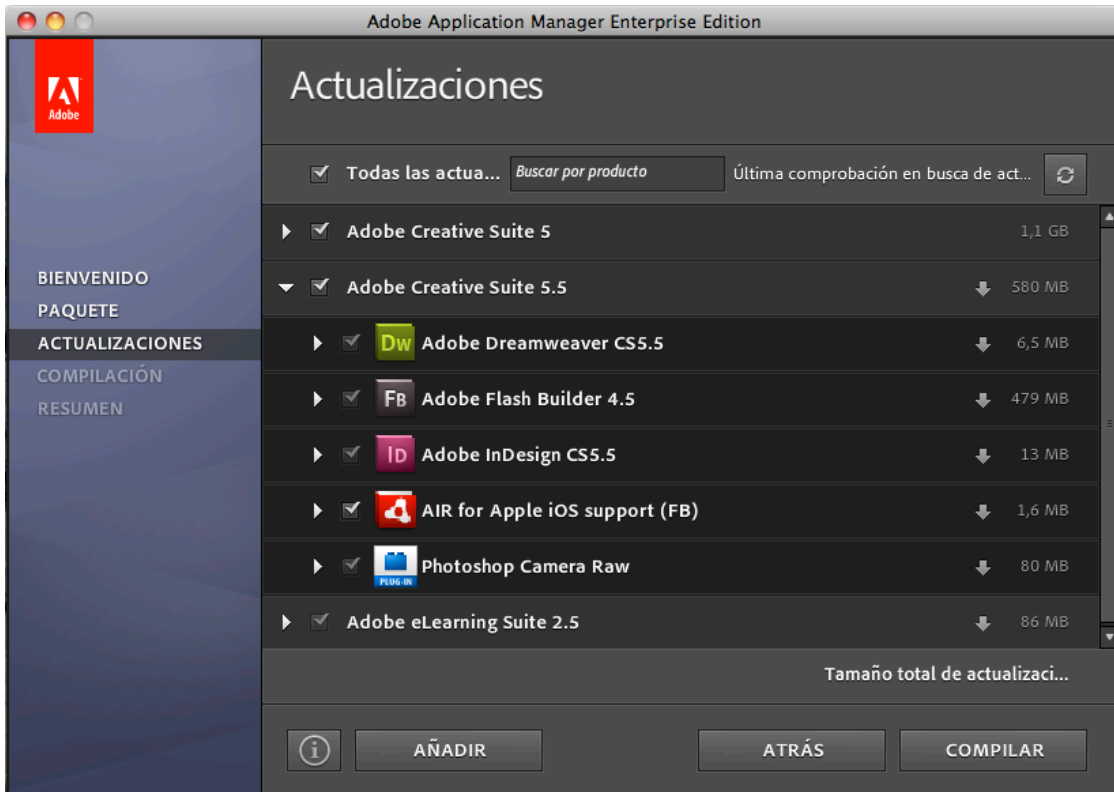 Adobe Application Manager Enterprise Edition
Adobe
Actualizaciones
Todas las actua... Buscar por producto Última comprobación en busca de act...
Adobe Creative Suite 5 1,1 GB
BIENVENIDO
PAQUETE
ACTUALIZACIONES
COMPILACIÓN
RESUMEN
Adobe Creative Suite 5.5 580 MB
Dw Adobe Dreamweaver CS5.5 6,5 MB
FB Adobe Flash Builder 4.5 479 MB
ID Adobe InDesign CS5.5 13 MB
AIR for Apple iOS support (FB) 1,6 MB
PLUG-IN Photoshop Camera Raw 80 MB
Adobe eLearning Suite 2.5 86 MB
Tamaño total de actualizaci...
i AÑADIR ATRÁS COMPILAR